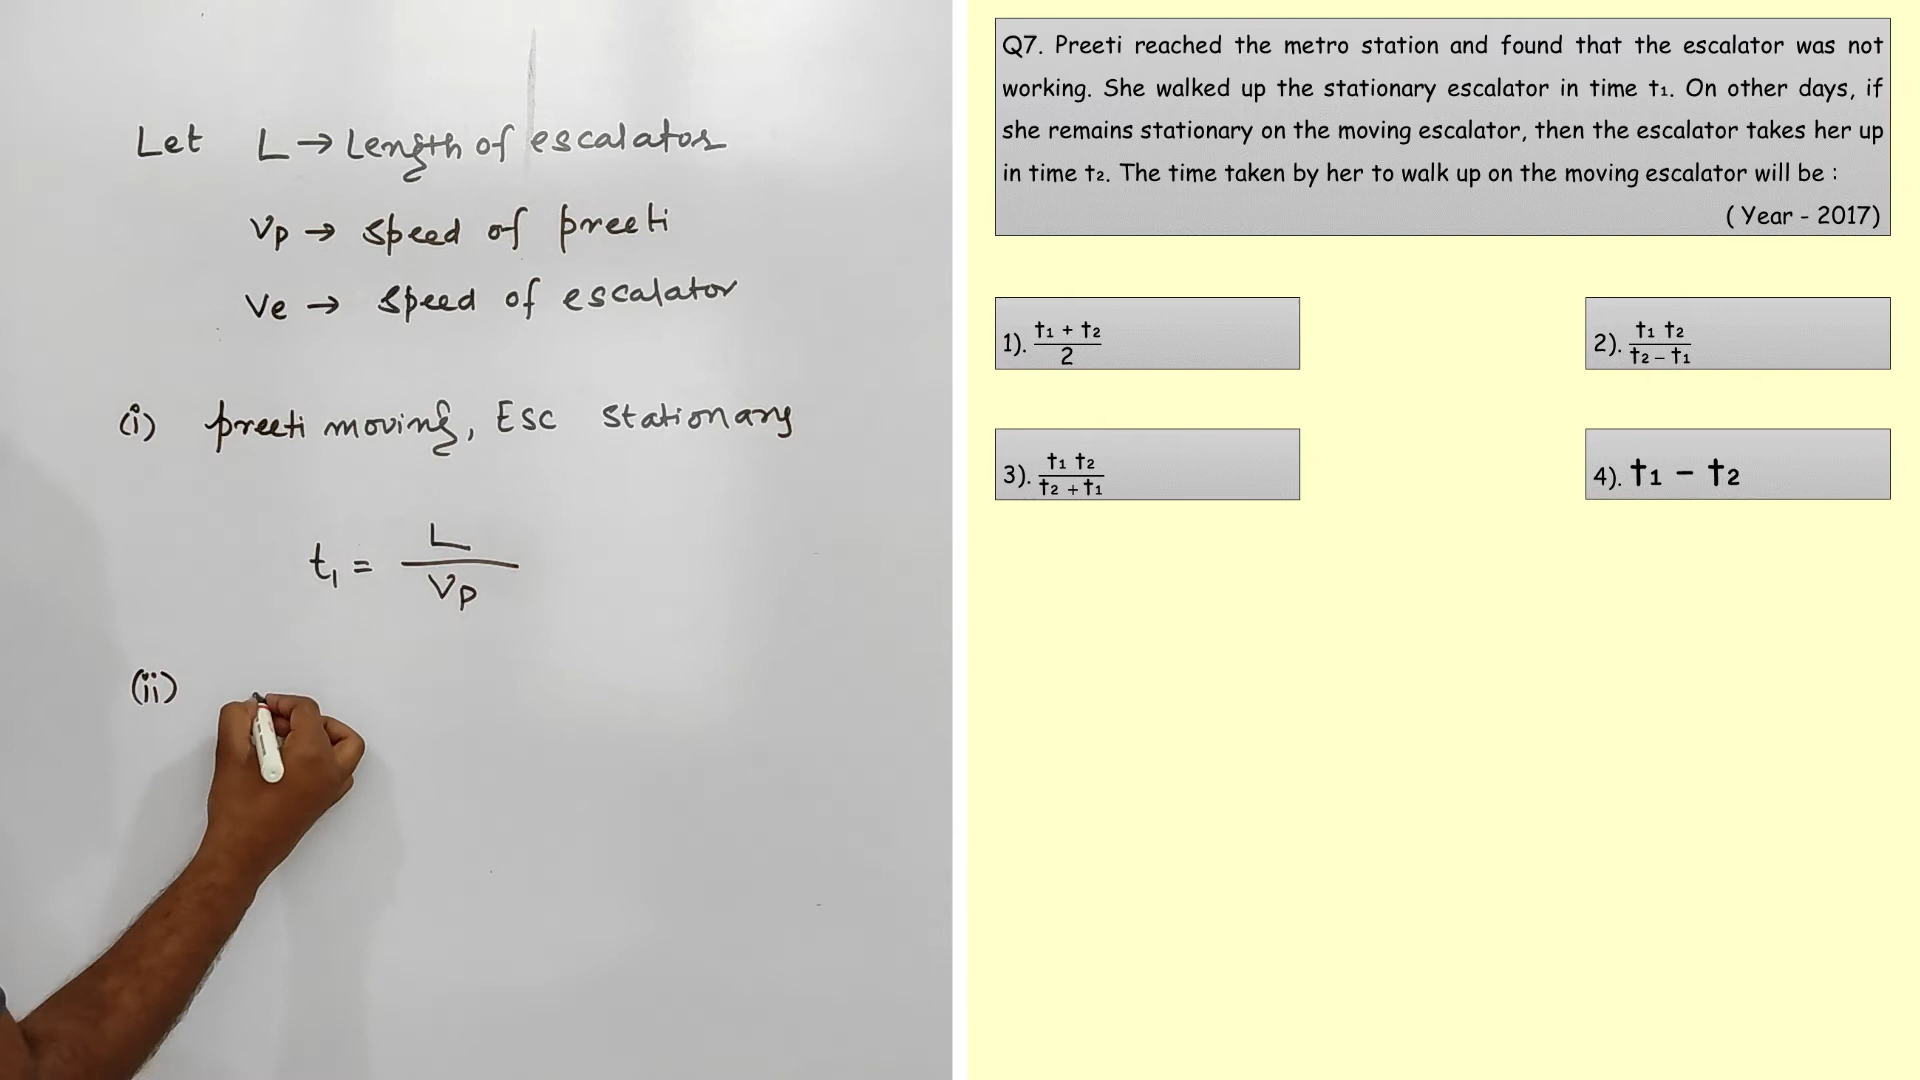 Let L → Length of escalator
Vp → Speed of preeti
Ve → Speed of escalator
(i) preeti moving, Esc stationary
t₁ = L / Vp
(ii)
Q7. Preeti reached the metro station and found that the escalator was not
working. She walked up the stationary escalator in time t₁. On other days, if
she remains stationary on the moving escalator, then the escalator takes her up
in time t₂. The time taken by her to walk up on the moving escalator will be :
( Year - 2017)
1). (t₁ + t₂) / 2
2). t₁ t₂ / (t₂ – t₁)
3). t₁ t₂ / (t₂ + t₁)
4). t₁ – t₂